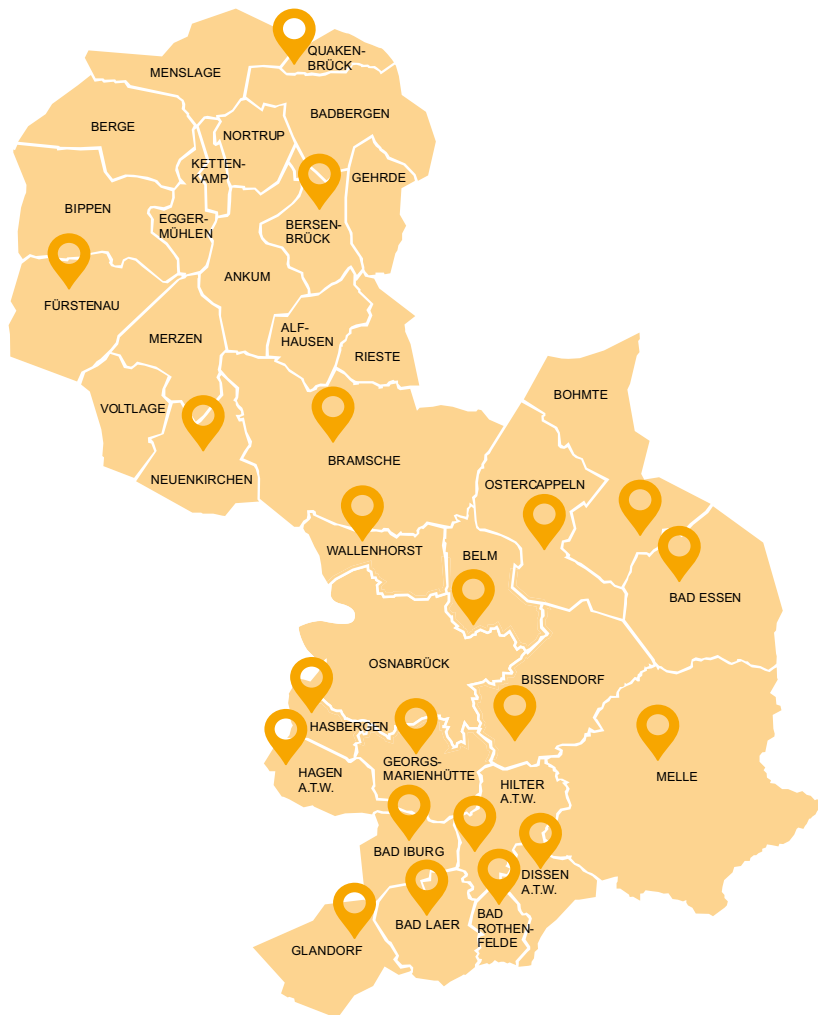 QUAKEN-
BRÜCK
MENSLAGE
BADBERGEN
BERGE
NORTRUP
KETTEN-
KAMP
GEHRDE
BIPPEN
EGGER-
MÜHLEN
BERSEN-
BRÜCK
ANKUM
FÜRSTENAU
MERZEN
ALF-
HAUSEN
RIESTE
VOLTLAGE
BOHMTE
BRAMSCHE
NEUENKIRCHEN
OSTERCAPPELN
WALLENHORST
BELM
BAD ESSEN
OSNABRÜCK
BISSENDORF
HASBERGEN
GEORGS-
MARIENHÜTTE
HAGEN
A.T.W.
HILTER
A.T.W.
MELLE
BAD IBURG
DISSEN
A.T.W.
BAD LAER
BAD
ROTHEN-
FELDE
GLANDORF